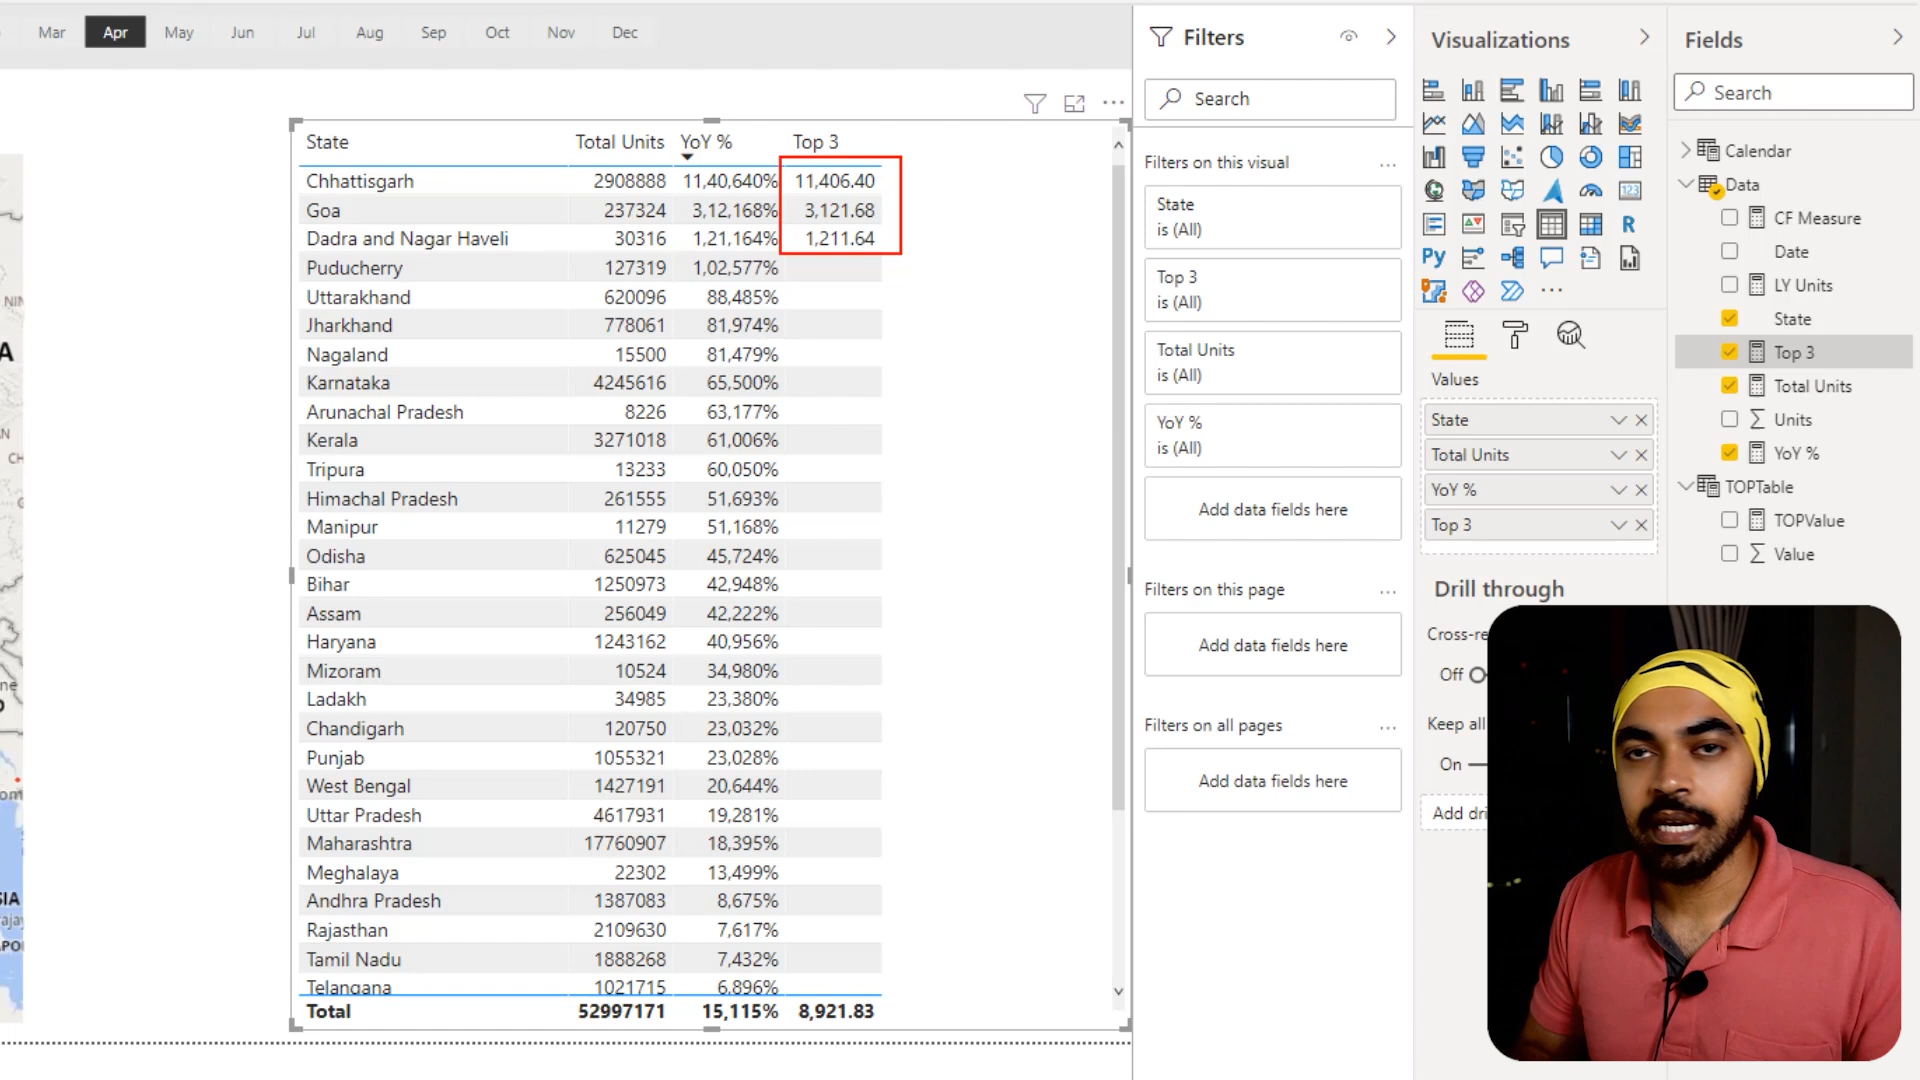 Mar Apr May Jun Jul Aug Sep Oct Nov Dec
State Total Units YoY % Top 3
Chhattisgarh 2908888 11,40,640% 11,406.40
Goa 237324 3,12,168% 3,121.68
Dadra and Nagar Haveli 30316 1,21,164% 1,211.64
Puducherry 127319 1,02,577%
Uttarakhand 620096 88,485%
Jharkhand 778061 81,974%
Nagaland 15500 81,479%
Karnataka 4245616 65,500%
Arunachal Pradesh 8226 63,177%
Kerala 3271018 61,006%
Tripura 13233 60,050%
Himachal Pradesh 261555 51,693%
Manipur 11279 51,168%
Odisha 625045 45,724%
Bihar 1250973 42,948%
Assam 256049 42,222%
Haryana 1243162 40,956%
Mizoram 10524 34,980%
Ladakh 34985 23,380%
Chandigarh 120750 23,032%
Punjab 1055321 23,028%
West Bengal 1427191 20,644%
Uttar Pradesh 4617931 19,281%
Maharashtra 17760907 18,395%
Meghalaya 22302 13,499%
Andhra Pradesh 1387083 8,675%
Rajasthan 2109630 7,617%
Tamil Nadu 1888268 7,432%
Telangana 1021715 6,896%
Total 52997171 15,115% 8,921.83
Filters
Search
Filters on this visual
State
is (All)
Top 3
is (All)
Total Units
is (All)
YoY %
is (All)
Add data fields here
Filters on this page
Add data fields here
Filters on all pages
Add data fields here
Visualizations
123
R
Py
Values
State
Total Units
YoY %
Top 3
Drill through
Cross-re
Off
Keep all
On
Add dri
Fields
Search
Calendar
Data
CF Measure
Date
LY Units
State
Top 3
Total Units
Units
YoY %
TOPTable
TOPValue
Value